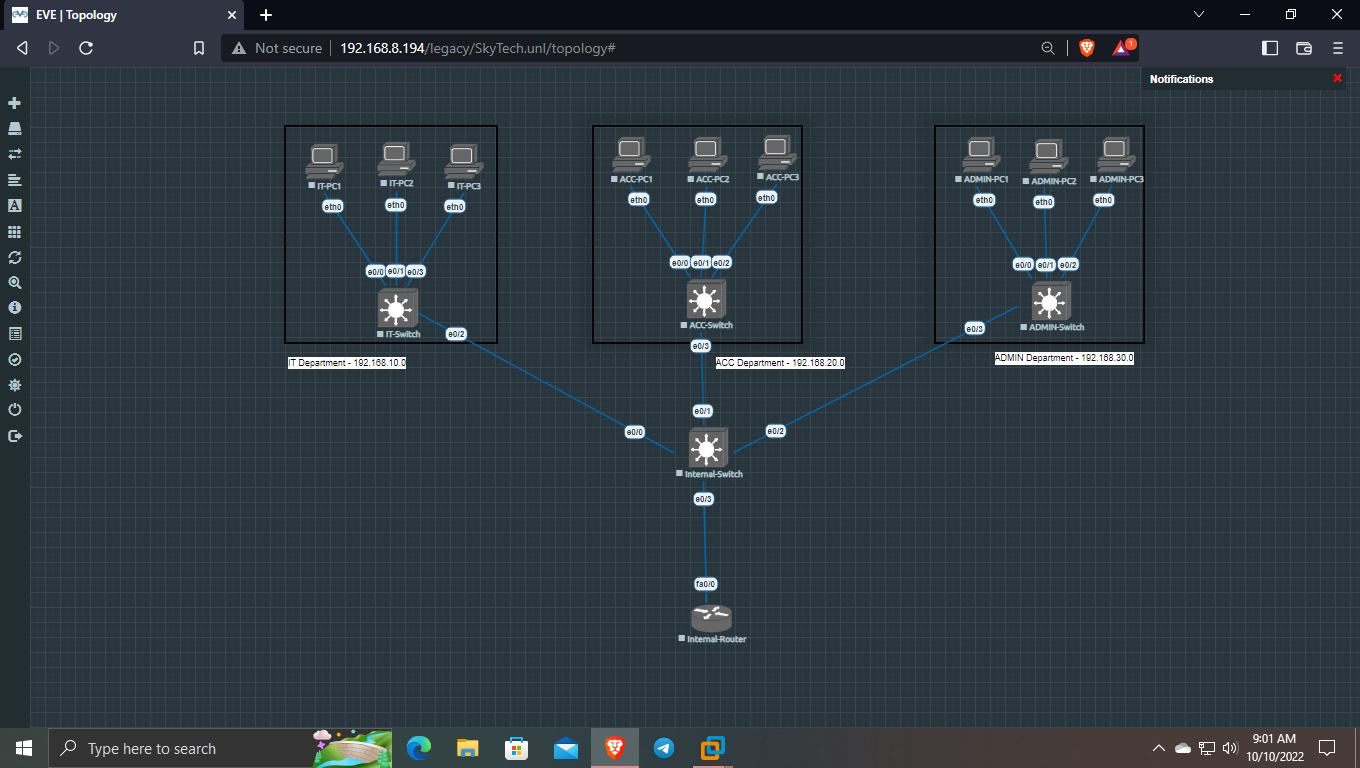 EVE | Topology
Not secure
192.168.8.194/legacy/SkyTech.unl/topology#
1
Notifications
IT-PC1
IT-PC2
IT-PC3
ACC-PC1
ACC-PC2
ACC-PC3
ADMIN-PC1
ADMIN-PC2
ADMIN-PC3
eth0
eth0
eth0
eth0
eth0
eth0
eth0
eth0
eth0
e0/0
e0/1
e0/3
e0/0
e0/1
e0/2
e0/0
e0/1
e0/2
IT-Switch
ACC-Switch
ADMIN-Switch
e0/2
e0/3
e0/3
IT Department - 192.168.10.0
ACC Department - 192.168.20.0
ADMIN Department - 192.168.30.0
e0/1
e0/0
e0/2
Internal-Switch
e0/3
fa0/0
Internal-Router
Type here to search
9:01 AM
10/10/2022